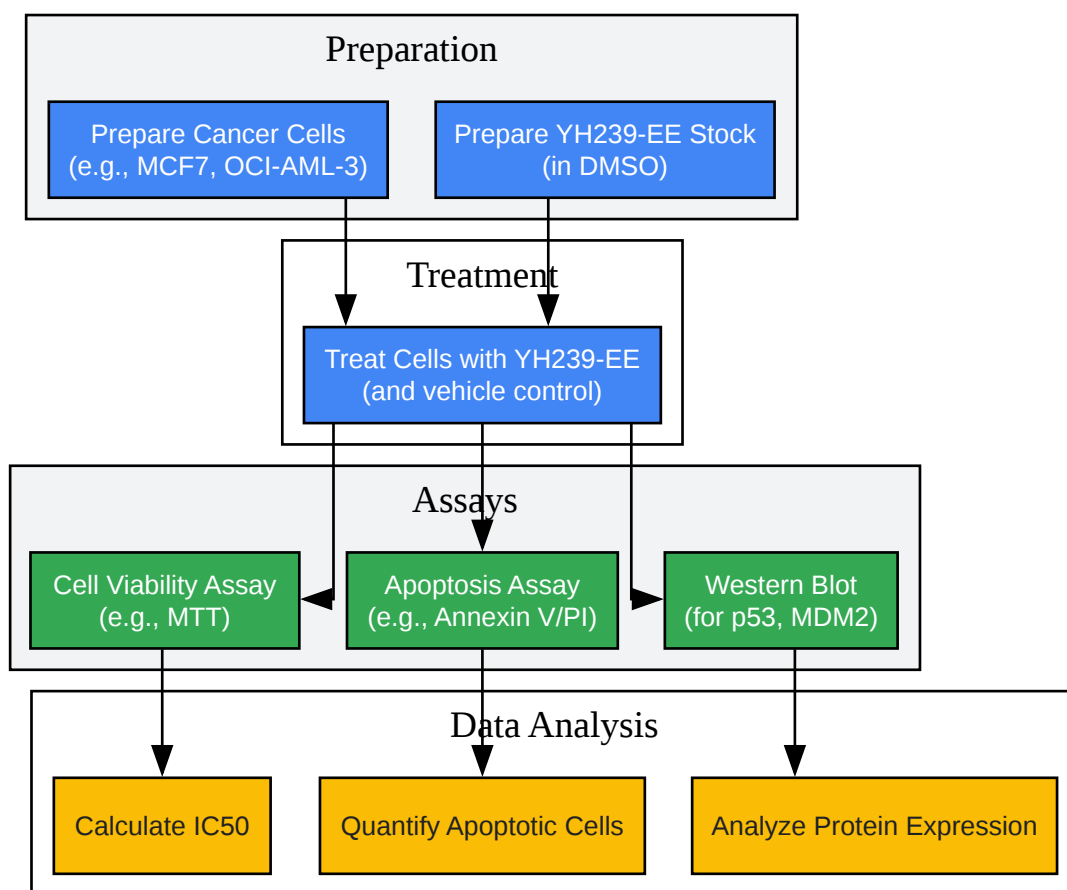 Preparation
Prepare Cancer Cells
(e.g., MCF7, OCI-AML-3)
Prepare YH239-EE Stock
(in DMSO)
Treatment
Treat Cells with YH239-EE
(and vehicle control)
Assays
Cell Viability Assay
(e.g., MTT)
Apoptosis Assay
(e.g., Annexin V/PI)
Western Blot
(for p53, MDM2)
Data Analysis
Calculate IC50
Quantify Apoptotic Cells
Analyze Protein Expression